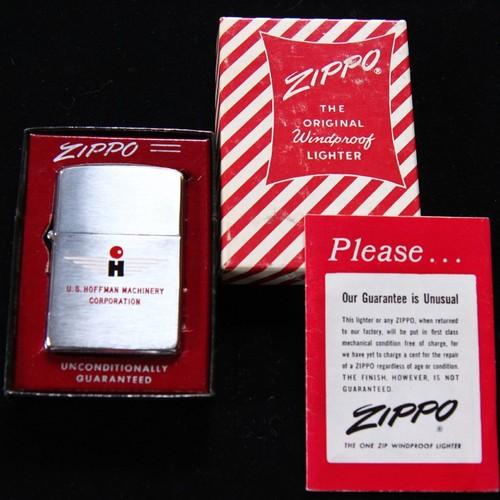 ZIPPO
H
U.S. HOFFMAN MACHINERY
CORPORATION
UNCONDITIONALLY
GUARANTEED
ZIPPO®
THE
ORIGINAL
Windproof
LIGHTER
Please...
Our Guarantee is Unusual
This lighter or any ZIPPO, when returned
to our factory, will be put in first class
mechanical condition free of charge, for
we have yet to charge a cent for the repair
of a ZIPPO regardless of age or condition.
THE FINISH, HOWEVER, IS NOT
GUARANTEED.
ZIPPO®
THE ONE ZIP WINDPROOF LIGHTER